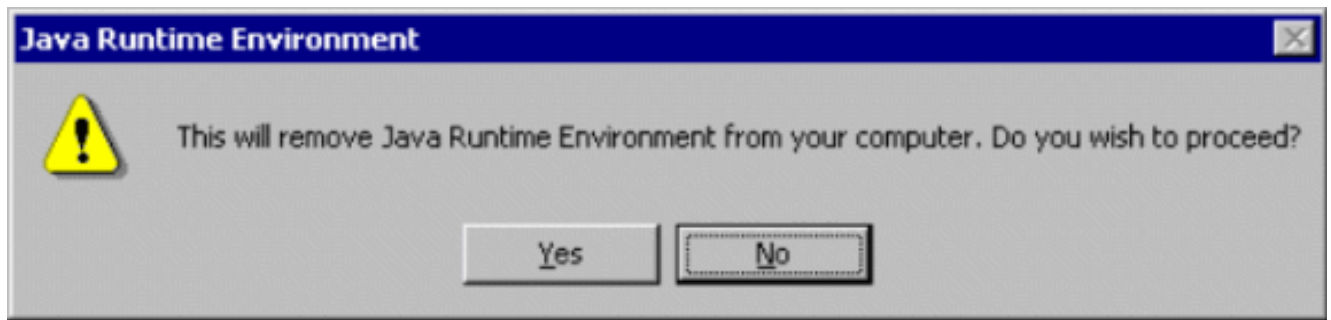 Java Runtime Environment
This will remove Java Runtime Environment from your computer. Do you wish to proceed?
Yes
No